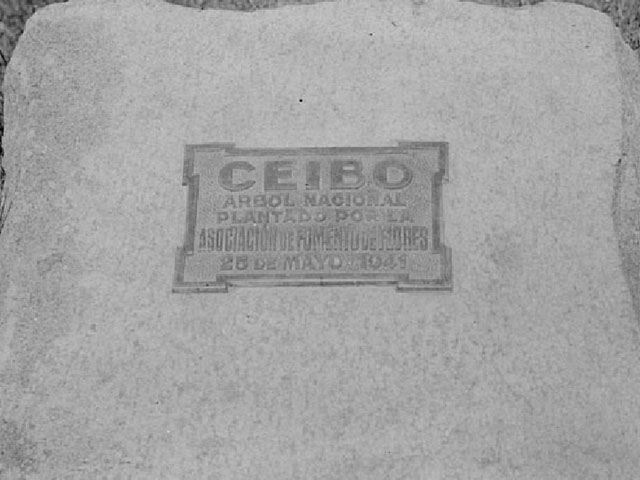 CEIBO
ARBOL NACIONAL
PLANTADO POR LA
ASOCIACION DE FOMENTO DE FLORES
25 DE MAYO 1941